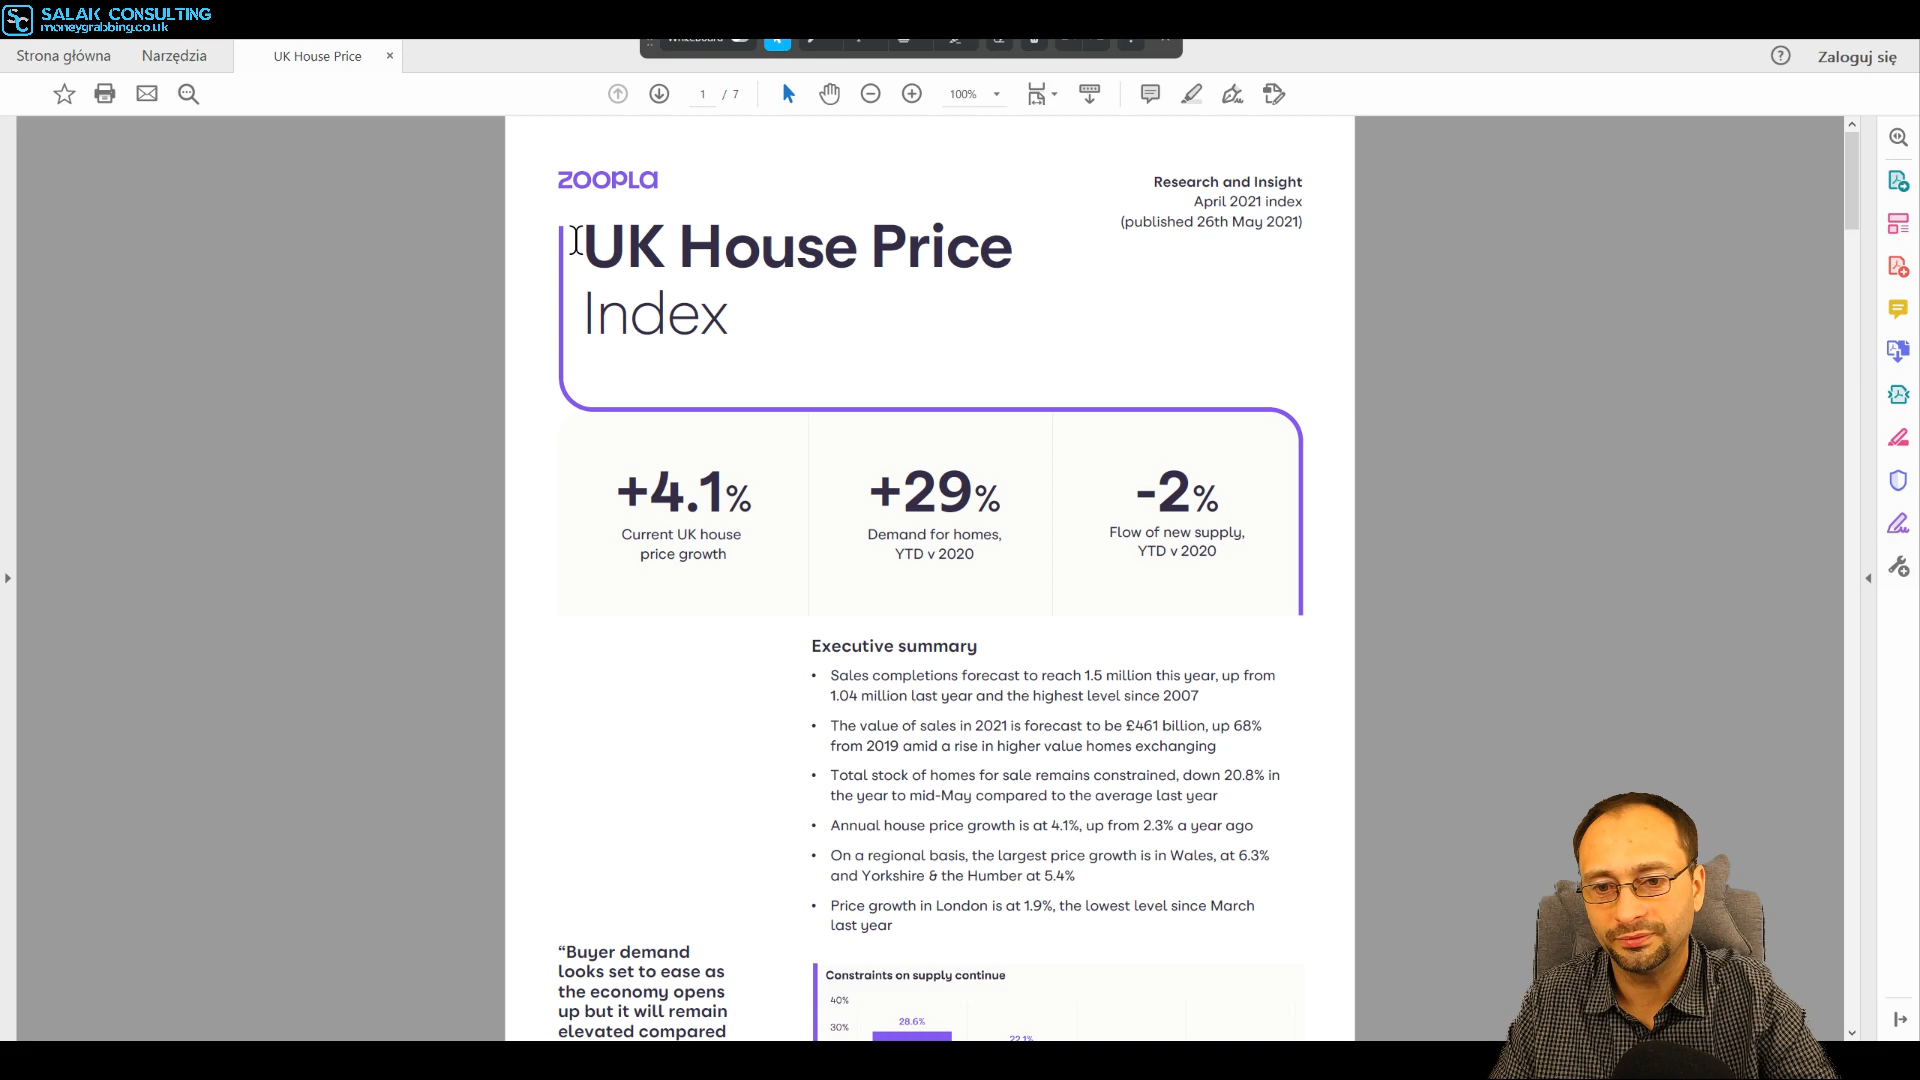 SALAK CONSULTING
moneygrabbing.co.uk
Strona główna
Narzędzia
UK House Price
Zaloguj się
1 / 7
100%
zoopla
Research and Insight
April 2021 index
(published 26th May 2021)
UK House Price
Index
+4.1%
Current UK house
price growth
+29%
Demand for homes,
YTD v 2020
-2%
Flow of new supply,
YTD v 2020
Executive summary
• Sales completions forecast to reach 1.5 million this year, up from
1.04 million last year and the highest level since 2007
• The value of sales in 2021 is forecast to be £461 billion, up 68%
from 2019 amid a rise in higher value homes exchanging
• Total stock of homes for sale remains constrained, down 20.8% in
the year to mid-May compared to the average last year
• Annual house price growth is at 4.1%, up from 2.3% a year ago
• On a regional basis, the largest price growth is in Wales, at 6.3%
and Yorkshire & the Humber at 5.4%
• Price growth in London is at 1.9%, the lowest level since March
last year
“Buyer demand
looks set to ease as
the economy opens
up but it will remain
elevated compared
Constraints on supply continue
40%
28.6%
30%
22.1%